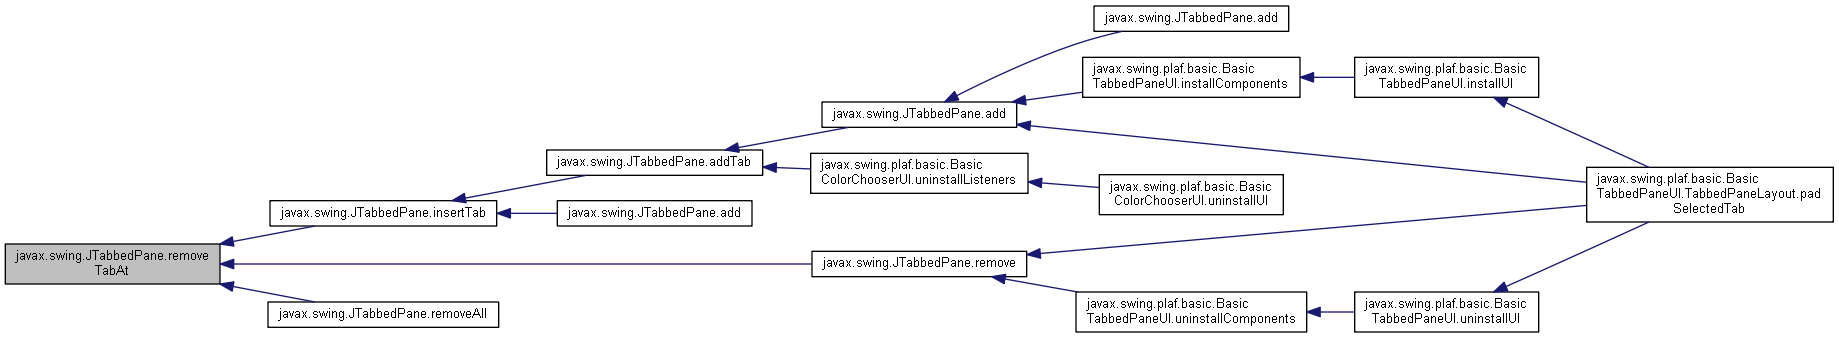 javax.swing.JTabbedPane.add
javax.swing.plaf.basic.Basic
TabbedPaneUI.installComponents
javax.swing.plaf.basic.Basic
TabbedPaneUI.installUI
javax.swing.JTabbedPane.add
javax.swing.JTabbedPane.addTab
javax.swing.plaf.basic.Basic
ColorChooserUI.uninstallListeners
javax.swing.plaf.basic.Basic
ColorChooserUI.uninstallUI
javax.swing.plaf.basic.Basic
TabbedPaneUI.TabbedPaneLayout.pad
SelectedTab
javax.swing.JTabbedPane.insertTab
javax.swing.JTabbedPane.add
javax.swing.JTabbedPane.remove
TabAt
javax.swing.JTabbedPane.remove
javax.swing.JTabbedPane.removeAll
javax.swing.plaf.basic.Basic
TabbedPaneUI.uninstallComponents
javax.swing.plaf.basic.Basic
TabbedPaneUI.uninstallUI